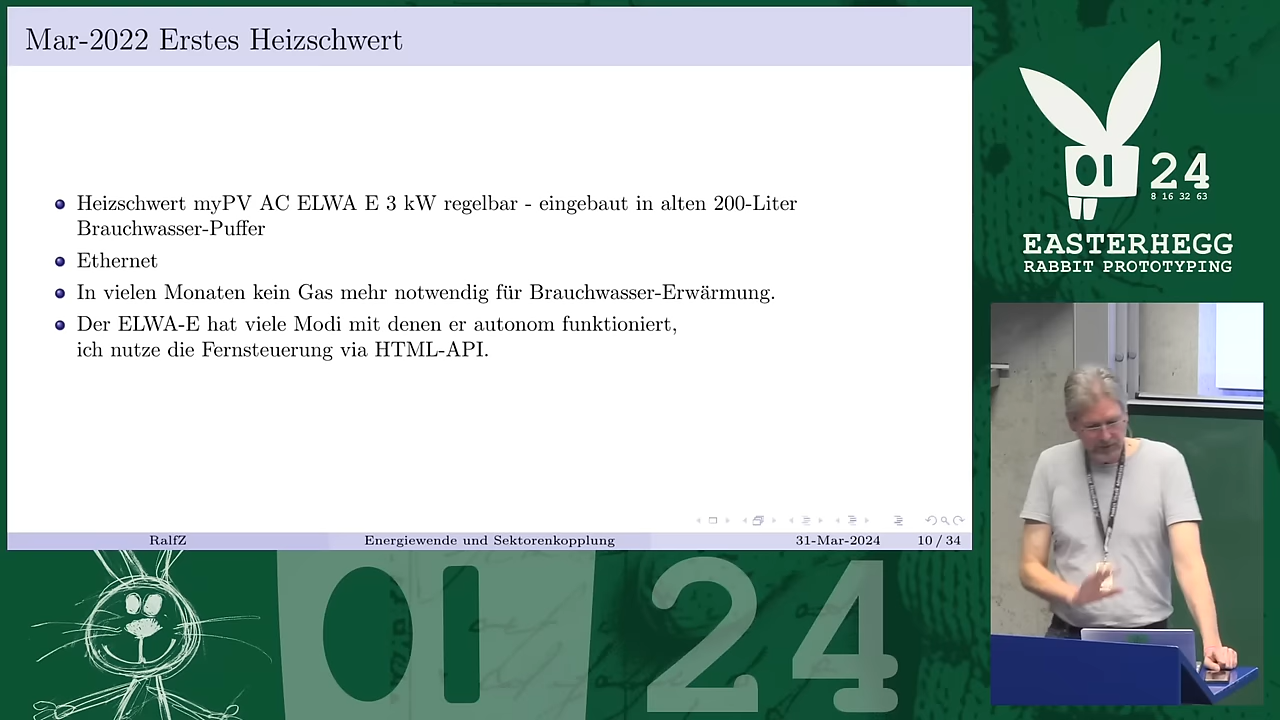 Mar-2022 Erstes Heizschwert
Heizschwert myPV AC ELWA E 3 kW regelbar - eingebaut in alten 200-Liter
Brauchwasser-Puffer
Ethernet
In vielen Monaten kein Gas mehr notwendig für Brauchwasser-Erwärmung.
Der ELWA-E hat viele Modi mit denen er autonom funktioniert,
ich nutze die Fernsteuerung via HTML-API.
RalfZ
Energiewende und Sektorenkopplung
31-Mar-2024
10 / 34
24
8 16 32 63
EASTERHEGG
RABBIT PROTOTYPING
24